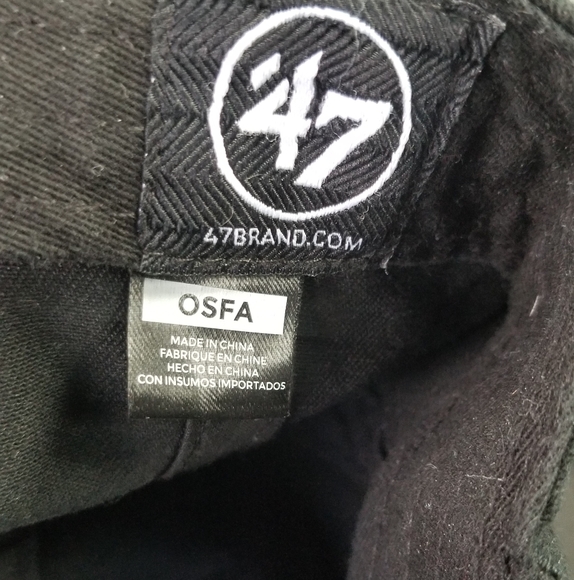 '47
47BRAND.COM
OSFA
MADE IN CHINA
FABRIQUE EN CHINE
HECHO EN CHINA
CON INSUMOS IMPORTADOS